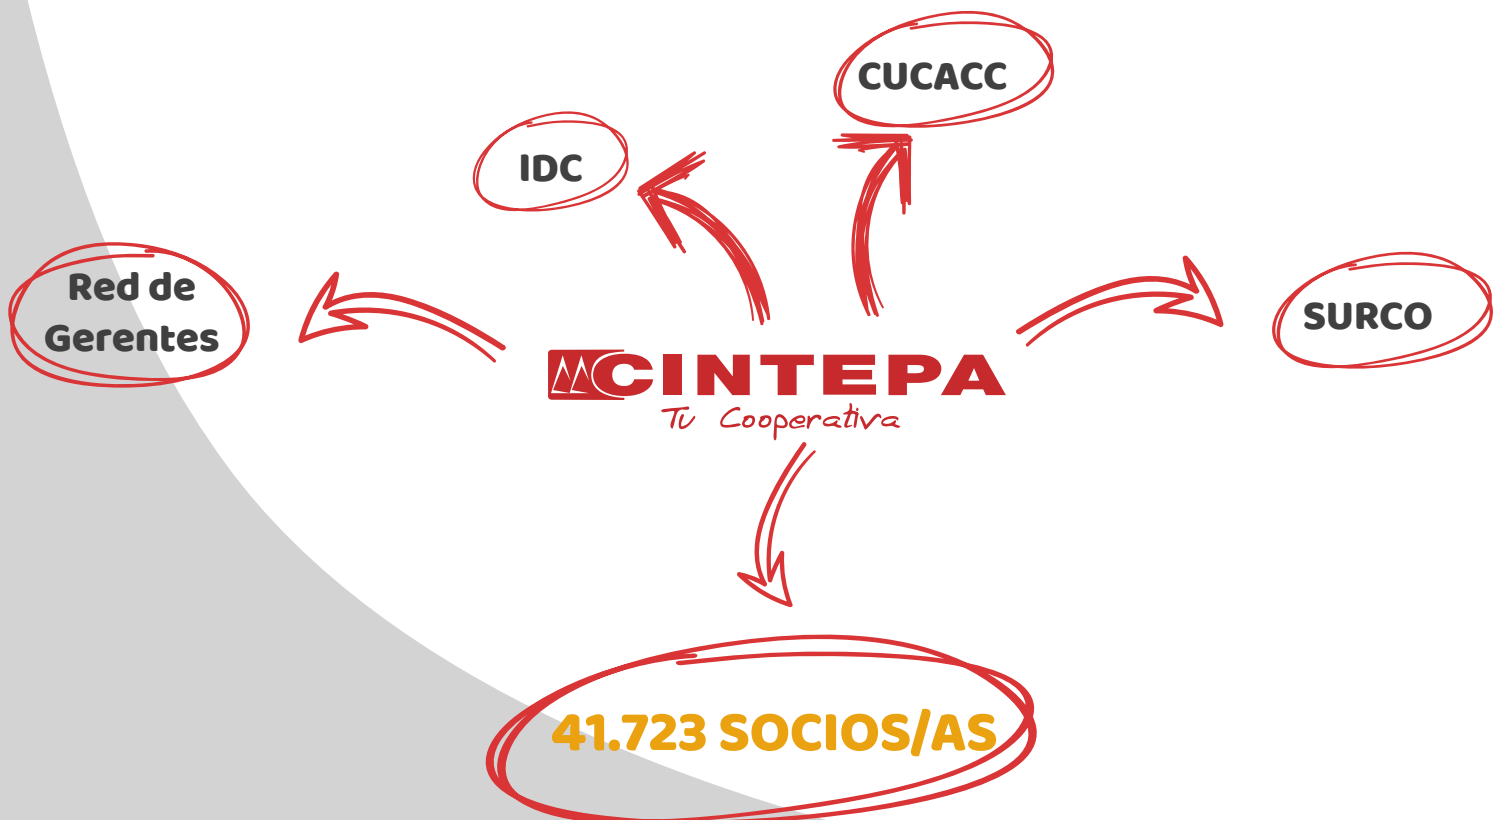 CUCACC
IDC
Red de
Gerentes
SURCO
CINTEPA
Tu Cooperativa
41.723 SOCIOS/AS